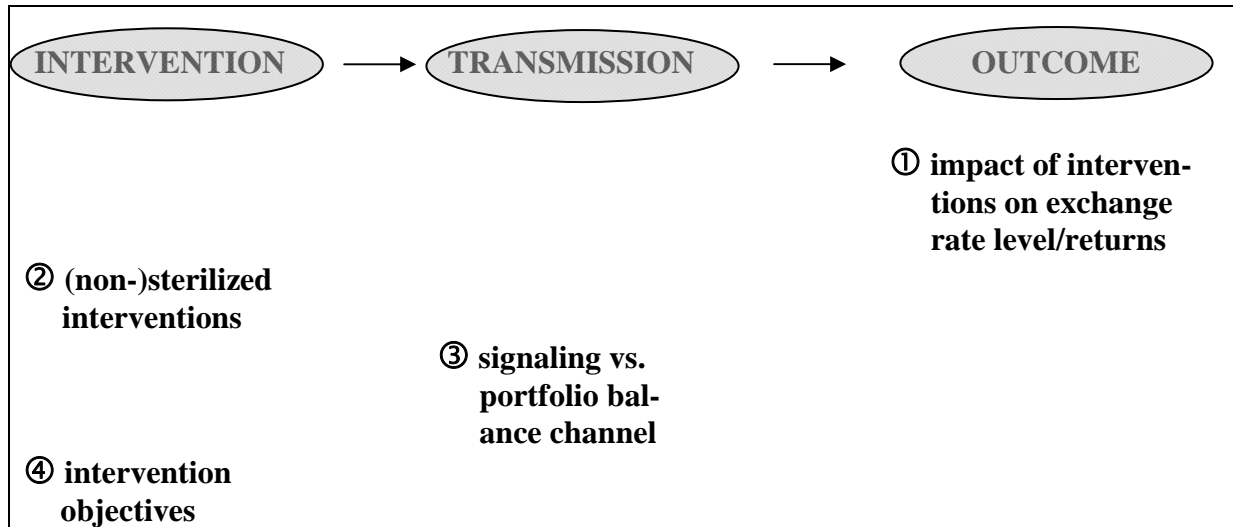 INTERVENTION TRANSMISSION OUTCOME
① impact of interven-
tions on exchange
rate level/returns
② (non-)sterilized
interventions
③ signaling vs.
portfolio bal-
ance channel
④ intervention
objectives